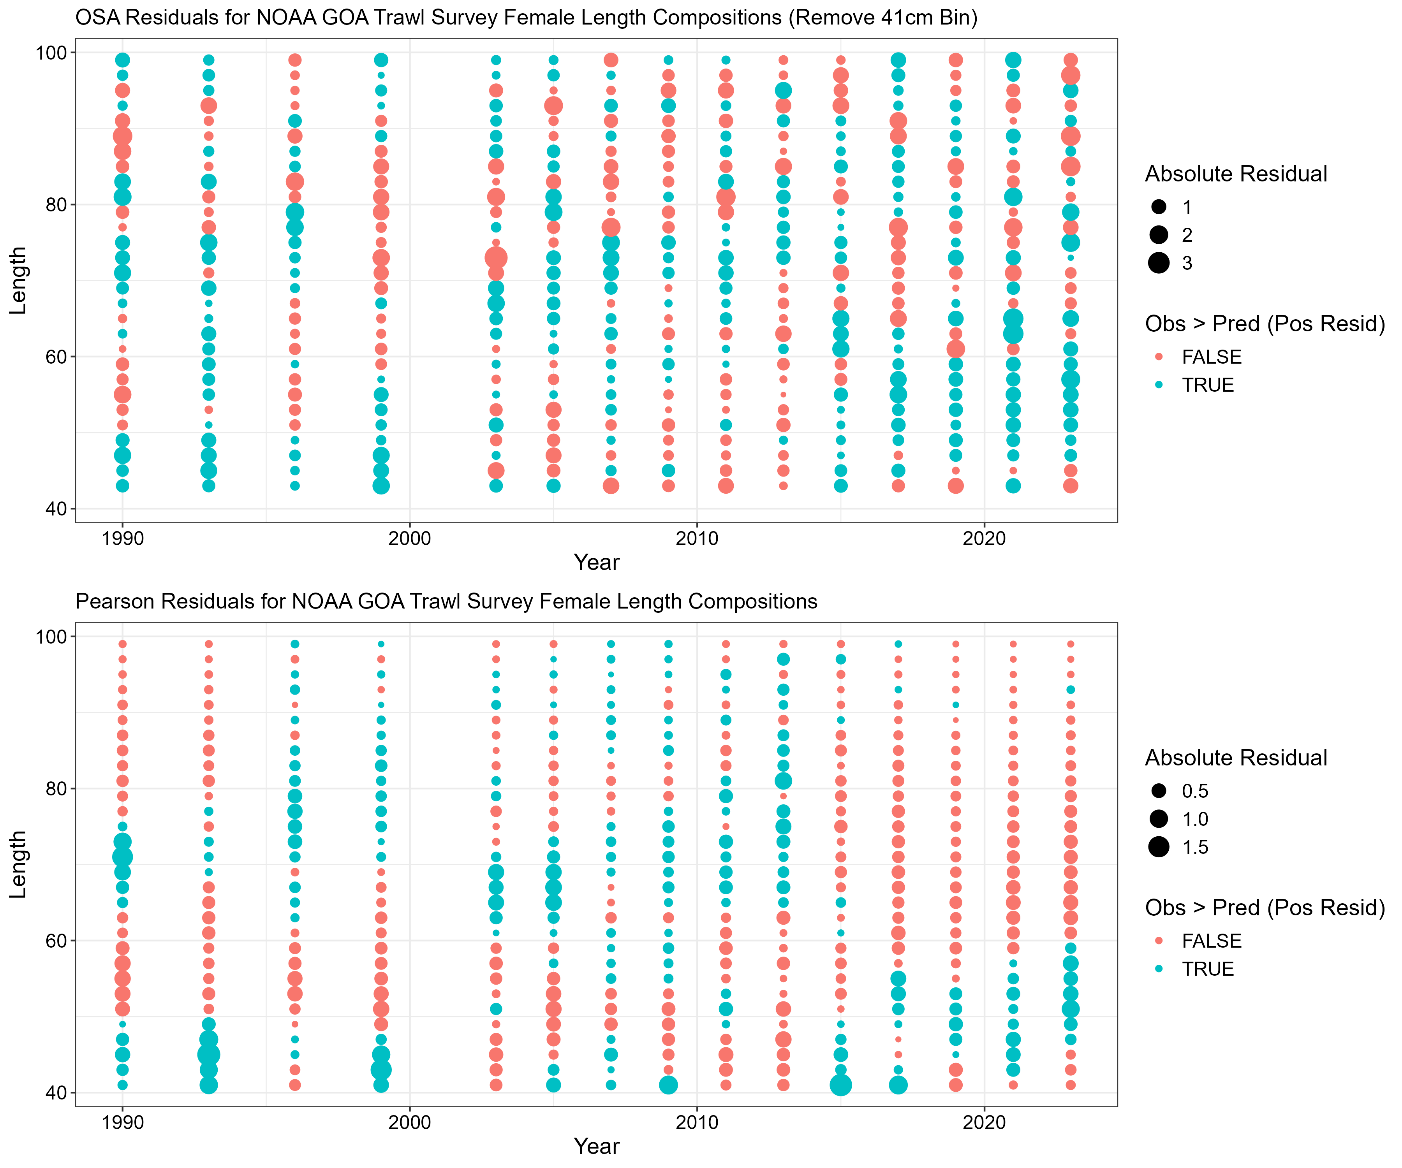 OSA Residuals for NOAA GOA Trawl Survey Female Length Compositions (Remove 41cm Bin)
100
80
60
40
Length
1990
2000
2010
2020
Year
Absolute Residual
1
2
3
Obs > Pred (Pos Resid)
FALSE
TRUE
Pearson Residuals for NOAA GOA Trawl Survey Female Length Compositions
100
80
60
40
Length
1990
2000
2010
2020
Year
Absolute Residual
0.5
1.0
1.5
Obs > Pred (Pos Resid)
FALSE
TRUE